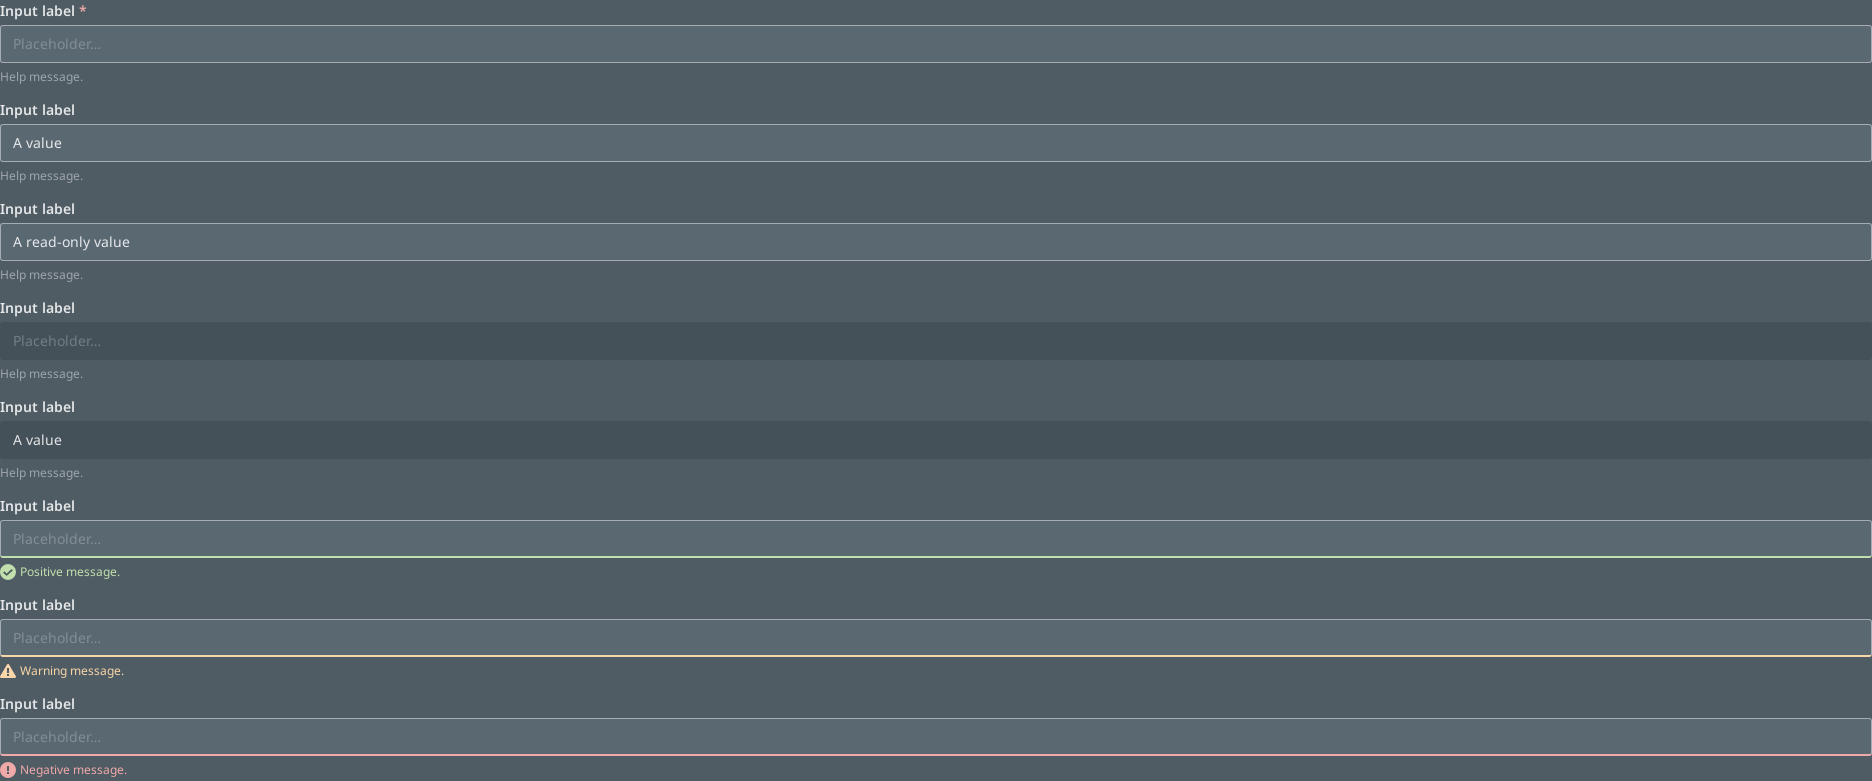 Input label *
Placeholder...
Help message.
Input label
A value
Help message.
Input label
A read-only value
Help message.
Input label
Placeholder...
Help message.
Input label
A value
Help message.
Input label
Placeholder...
Positive message.
Input label
Placeholder...
Warning message.
Input label
Placeholder...
Negative message.